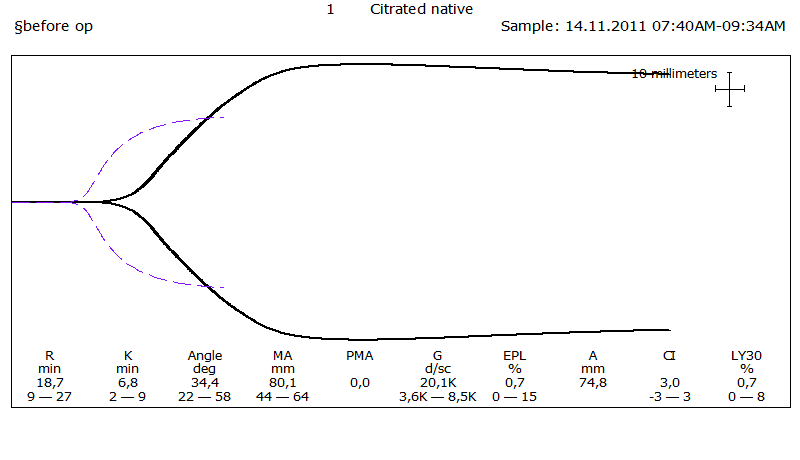 1 Citrated native
§before op Sample: 14.11.2011 07:40AM-09:34AM
10 millimeters
R K Angle MA PMA G EPL A CI LY30
min min deg mm d/sc % mm %
18,7 6,8 34,4 80,1 0,0 20,1K 0,7 74,8 3,0 0,7
9 — 27 2 — 9 22 — 58 44 — 64 3,6K — 8,5K 0 — 15 -3 — 3 0 — 8